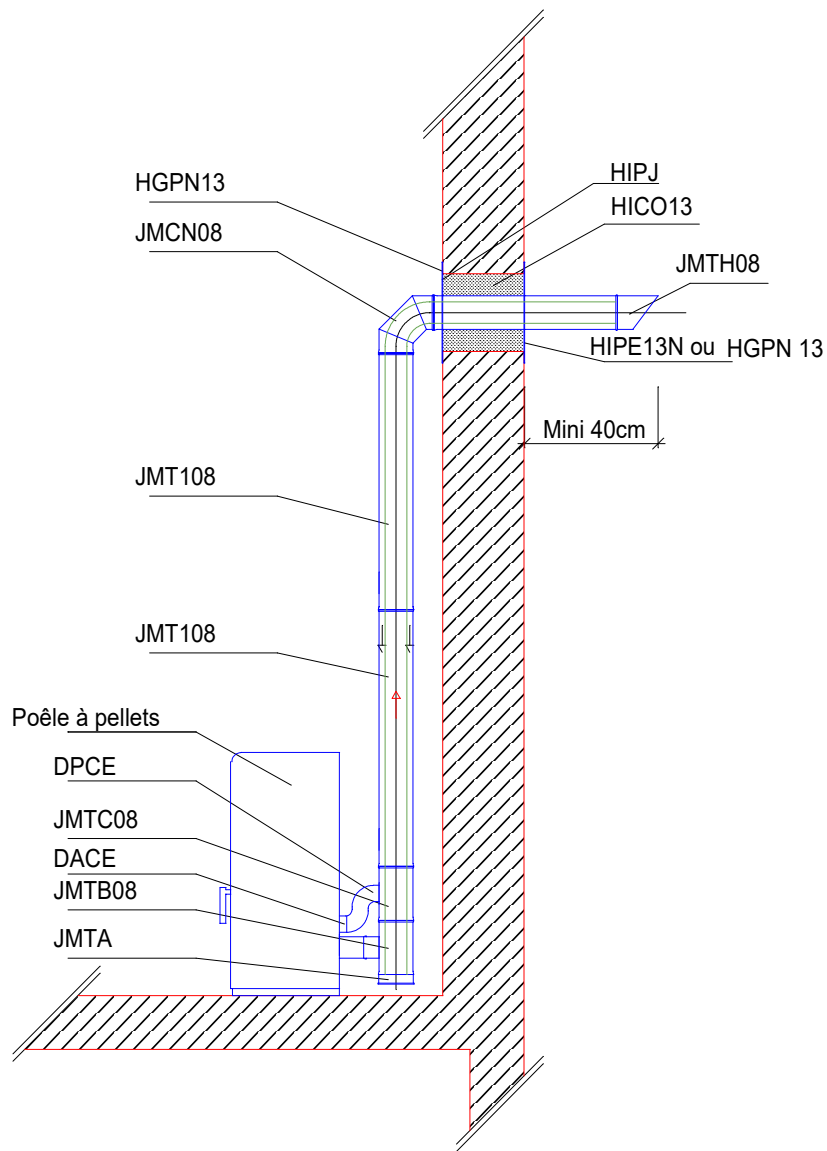 HGPN13
HIPJ
HICO13
JMCN08
JMTH08
HIPE13N ou HGPN 13
Mini 40cm
JMT108
JMT108
Poêle à pellets
DPCE
JMTC08
DACE
JMTB08
JMTA